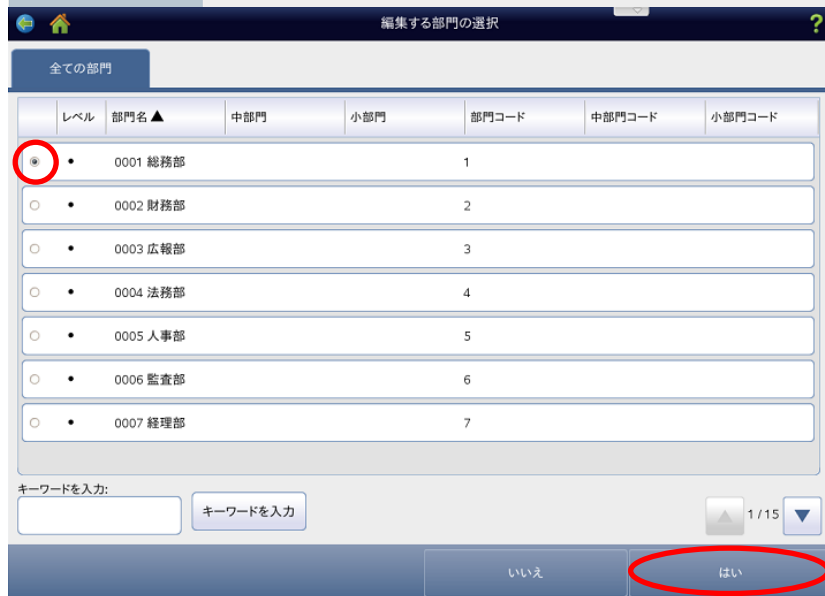 編集する部門の選択 ?
全ての部門
レベル 部門名▲ 中部門 小部門 部門コード 中部門コード 小部門コード
• 0001 総務部 1
• 0002 財務部 2
• 0003 広報部 3
• 0004 法務部 4
• 0005 人事部 5
• 0006 監査部 6
• 0007 経理部 7
キーワードを入力:
キーワードを入力 1/15
いいえ はい